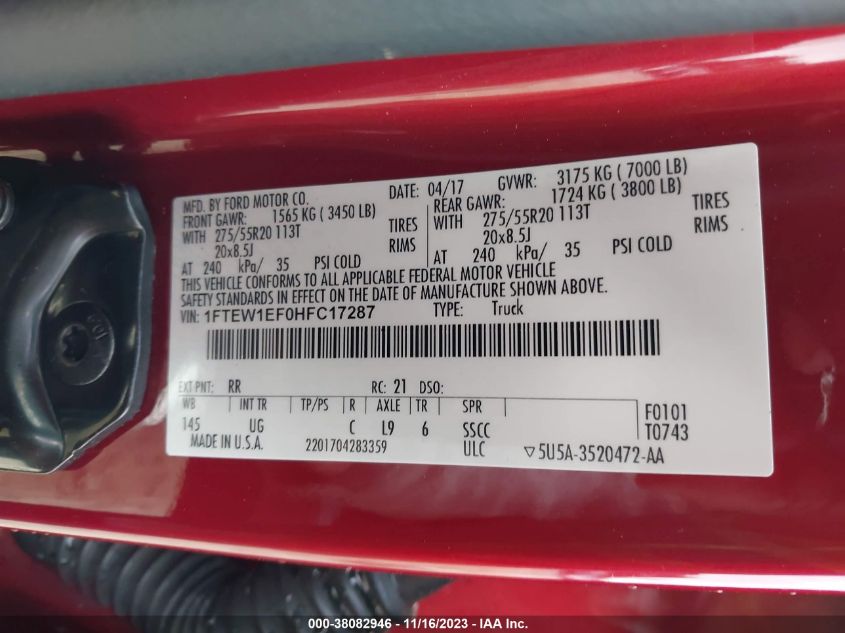 MFD. BY FORD MOTOR CO.
DATE: 04/17 GVWR: 3175 KG ( 7000 LB)
FRONT GAWR: 1565 KG ( 3450 LB) REAR GAWR: 1724 KG ( 3800 LB)
WITH 275/55R20 113T TIRES WITH 275/55R20 113T TIRES
20x8.5J RIMS 20x8.5J RIMS
AT 240 kPa/ 35 PSI COLD AT 240 kPa/ 35 PSI COLD
THIS VEHICLE CONFORMS TO ALL APPLICABLE FEDERAL MOTOR VEHICLE
SAFETY STANDARDS IN EFFECT ON THE DATE OF MANUFACTURE SHOWN ABOVE.
VIN: 1FTEW1EF0HFC17287 TYPE: Truck
EXT PNT: RR RC: 21 DSO:
WB INT TR TP/PS R AXLE TR SPR F0101
145 UG C L9 6 SSCC T0743
MADE IN U.S.A. 2201704283359 ULC ▽5U5A-3520472-AA
000-38082946 - 11/16/2023 - IAA Inc.